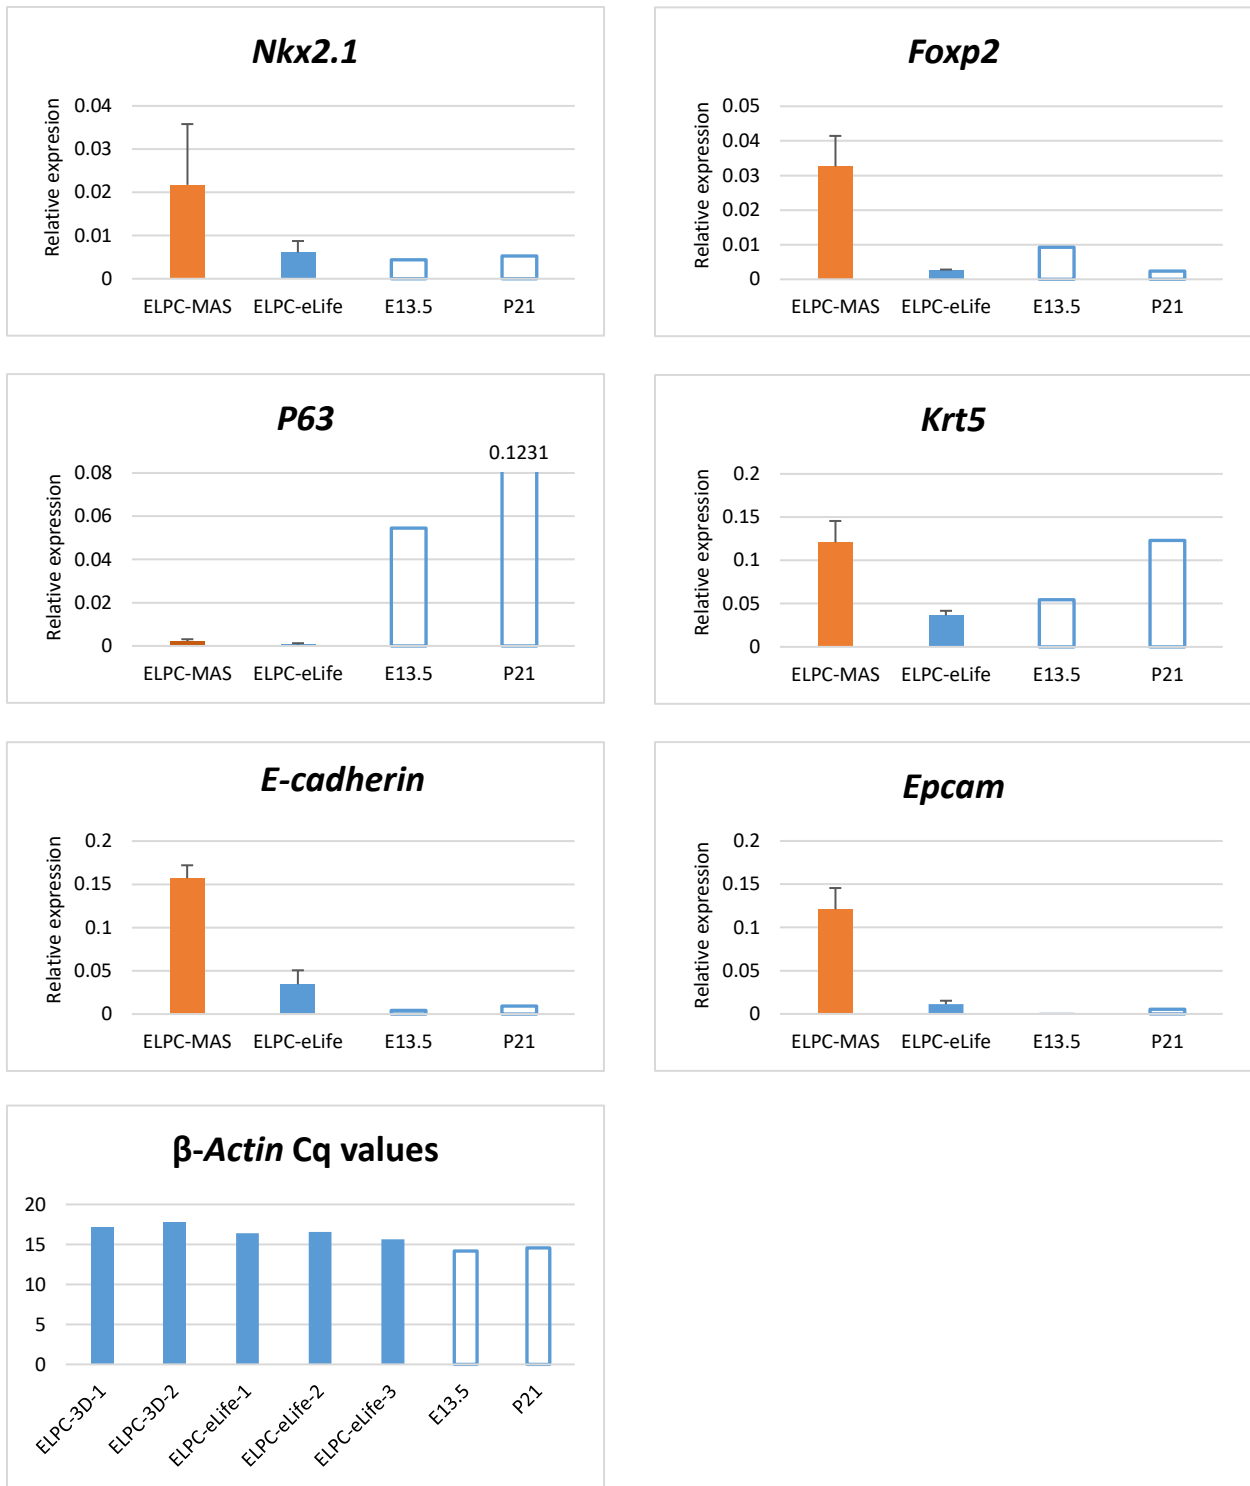 Nkx2.1
Relative expresion
0.04
0.03
0.02
0.01
0
ELPC-MAS ELPC-eLife E13.5 P21
Foxp2
Relative expression
0.05
0.04
0.03
0.02
0.01
0
ELPC-MAS ELPC-eLife E13.5 P21
P63
Relative expression
0.1231
0.08
0.06
0.04
0.02
0
ELPC-MAS ELPC-eLife E13.5 P21
Krt5
Relative expression
0.2
0.15
0.1
0.05
0
ELPC-MAS ELPC-eLife E13.5 P21
E-cadherin
Relative expression
0.2
0.15
0.1
0.05
0
ELPC-MAS ELPC-eLife E13.5 P21
Epcam
Relative expression
0.2
0.15
0.1
0.05
0
ELPC-MAS ELPC-eLife E13.5 P21
β-Actin Cq values
20
15
10
5
0
ELPC-3D-1
ELPC-3D-2
ELPC-eLife-1
ELPC-eLife-2
ELPC-eLife-3
E13.5
P21